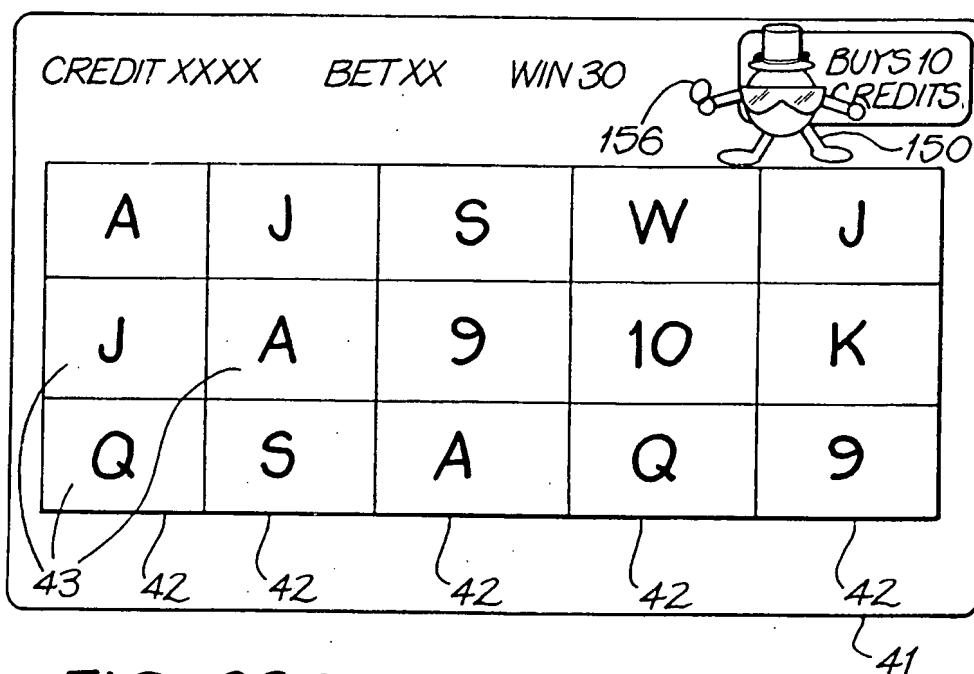 CREDIT XXXX BET XX WIN 30 BUYS 10
CREDITS.
156 150
A J S W J
J A 9 10 K
Q S A Q 9
43 42 42 42 42 42
41